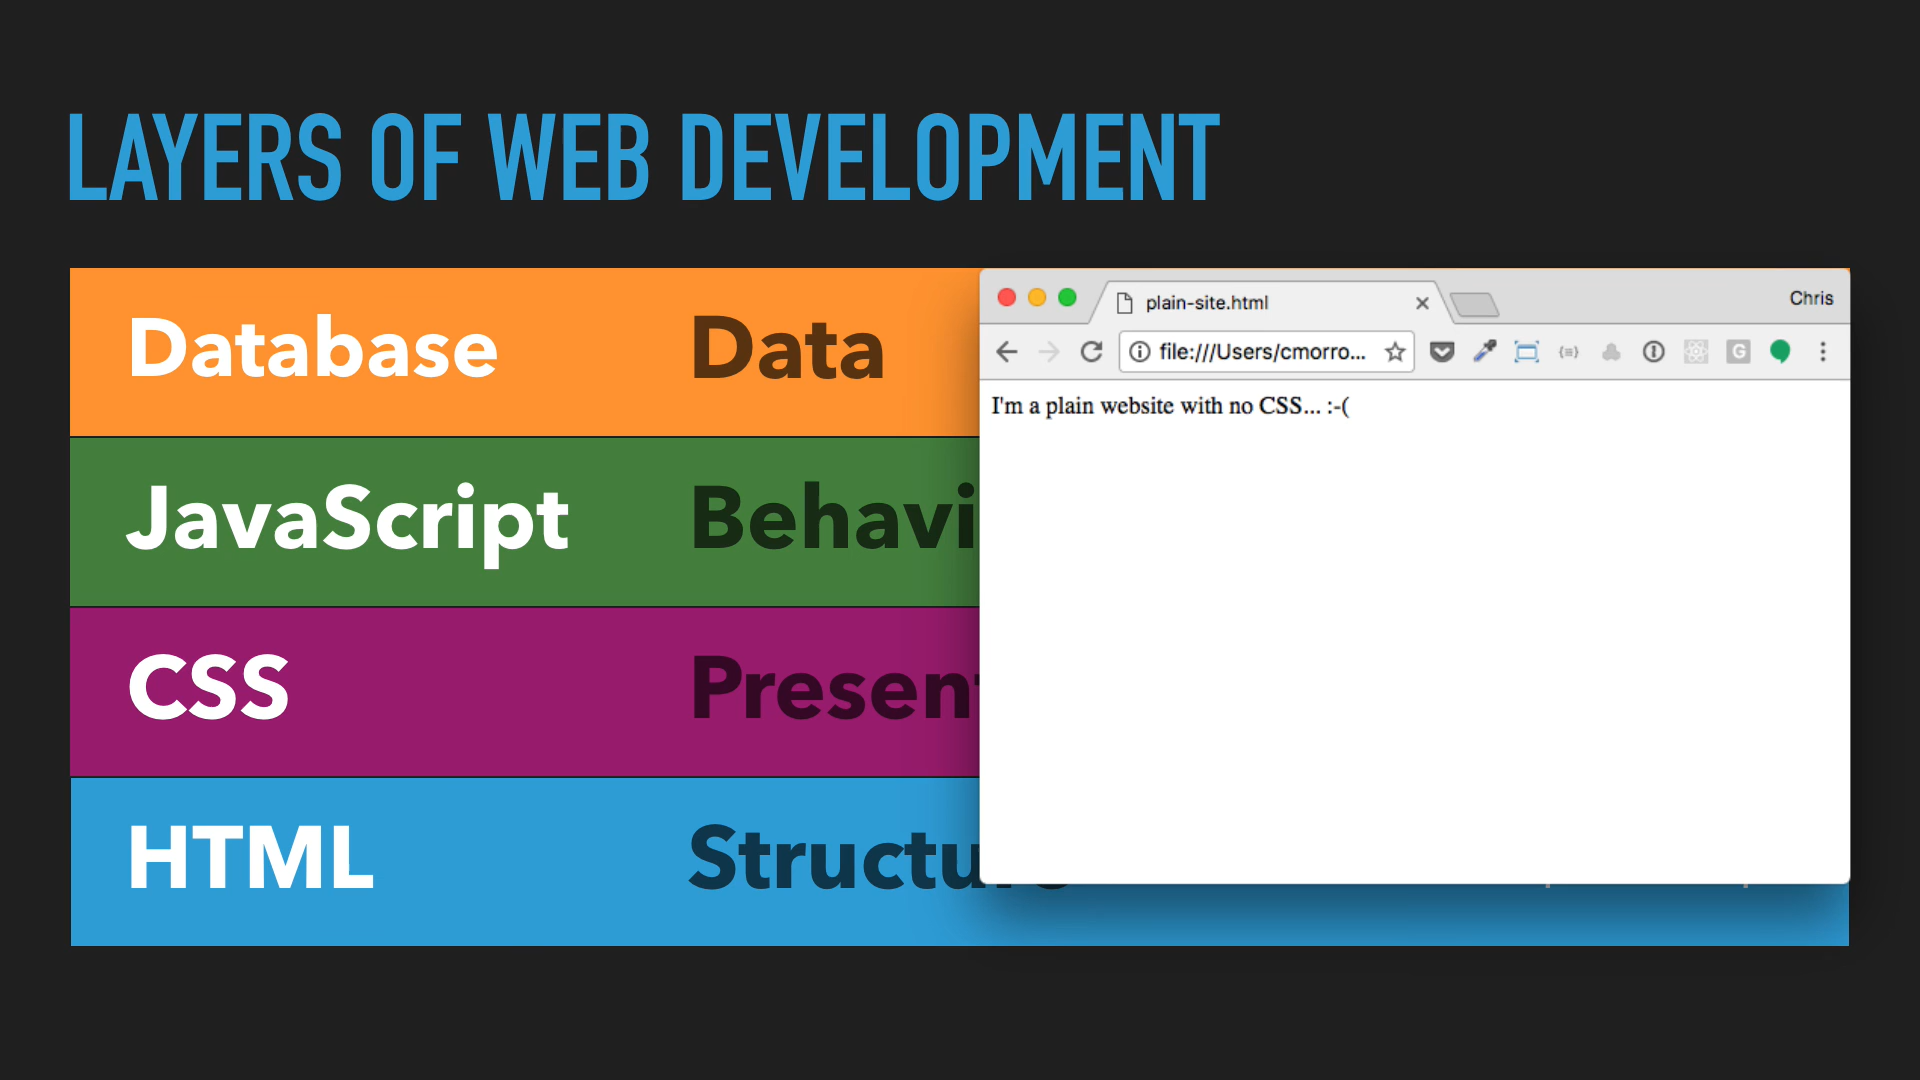 LAYERS OF WEB DEVELOPMENT
Database Data
JavaScript Behavi
CSS Presen
HTML Structu
plain-site.html
Chris
file:///Users/cmorro...
I'm a plain website with no CSS... :-(